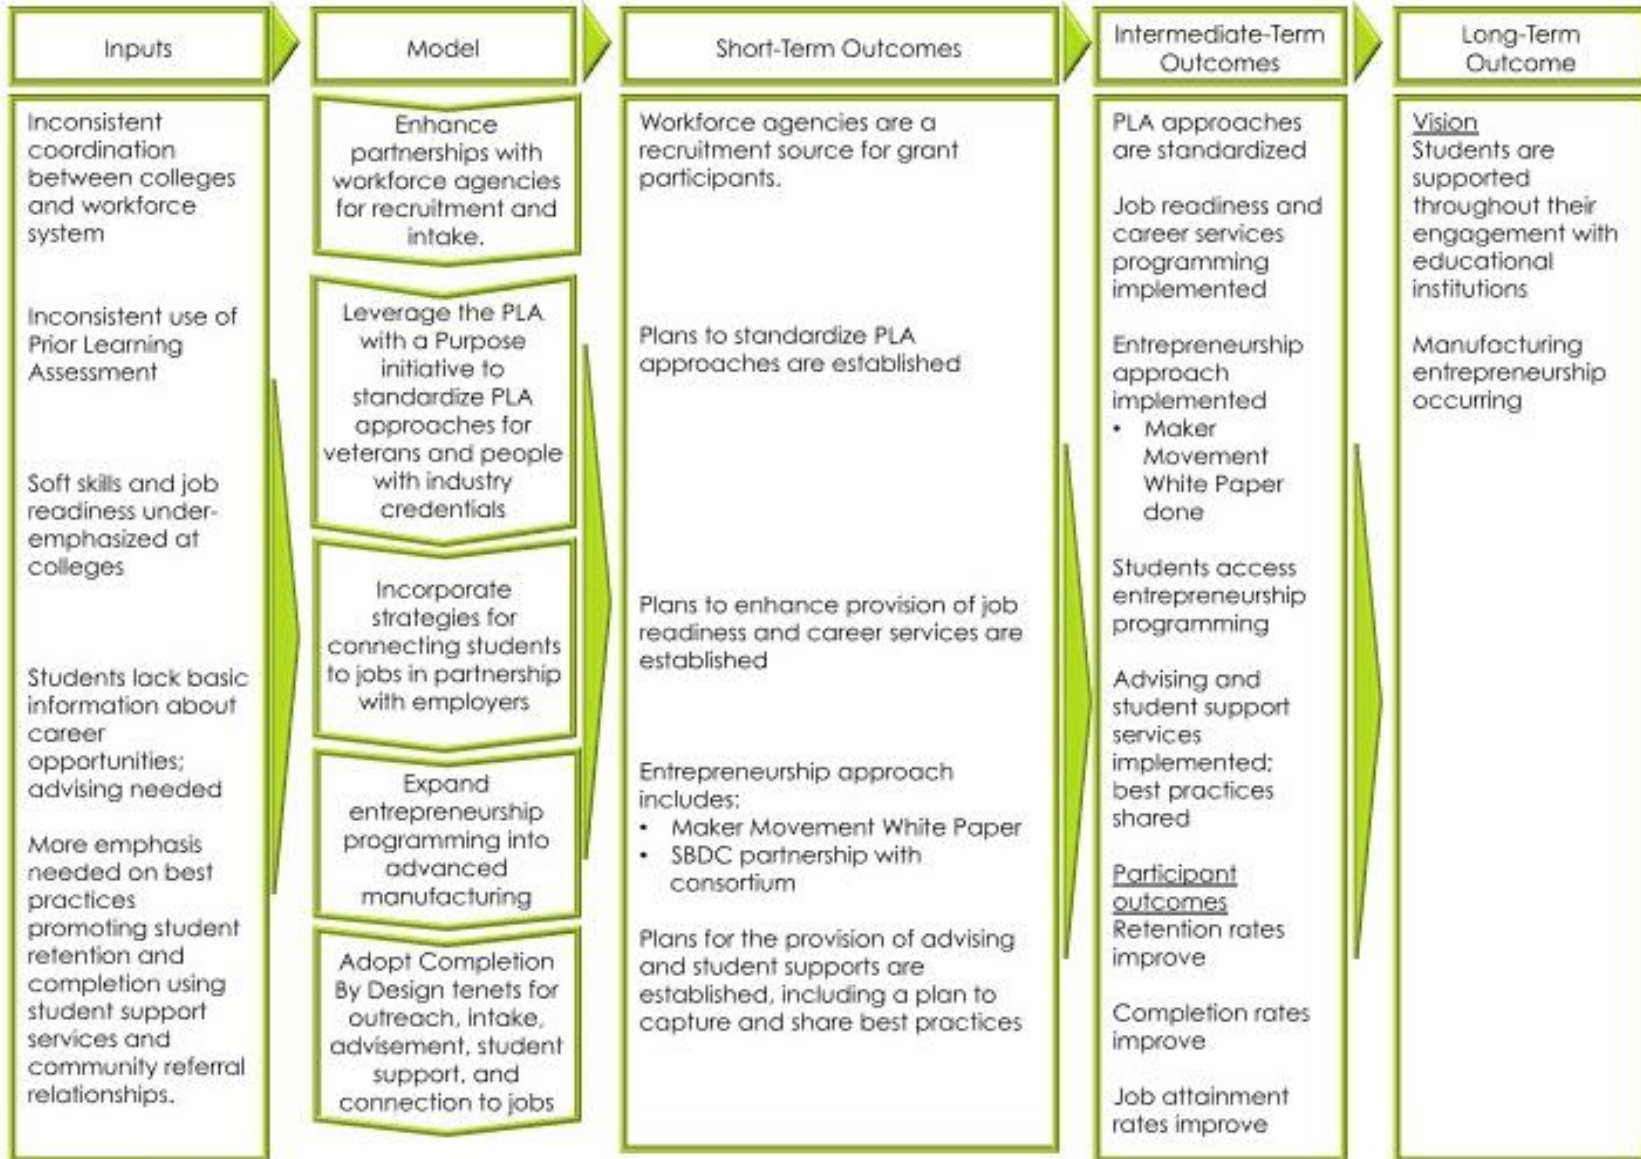 Inputs
Model
Short-Term Outcomes
Intermediate-Term
Outcomes
Long-Term
Outcome
Inconsistent
coordination
between colleges
and workforce
system
Inconsistent use of
Prior Learning
Assessment
Soft skills and job
readiness under-
emphasized at
colleges
Students lack basic
information about
career
opportunities;
advising needed
More emphasis
needed on best
practices
promoting student
retention and
completion using
student support
services and
community referral
relationships.
Enhance
partnerships with
workforce agencies
for recruitment and
intake.
Leverage the PLA
with a Purpose
initiative to
standardize PLA
approaches for
veterans and people
with industry
credentials
Incorporate
strategies for
connecting students
to jobs in partnership
with employers
Expand
entrepreneurship
programming into
advanced
manufacturing
Adopt Completion
By Design tenets for
outreach, intake,
advisement, student
support, and
connection to jobs
Workforce agencies are a
recruitment source for grant
participants.
Plans to standardize PLA
approaches are established
Plans to enhance provision of job
readiness and career services are
established
Entrepreneurship approach
includes:
• Maker Movement White Paper
• SBDC partnership with
consortium
Plans for the provision of advising
and student supports are
established, including a plan to
capture and share best practices
PLA approaches
are standardized
Job readiness and
career services
programming
implemented
Entrepreneurship
approach
implemented
• Maker
Movement
White Paper
done
Students access
entrepreneurship
programming
Advising and
student support
services
implemented;
best practices
shared
Participant
outcomes
Retention rates
improve
Completion rates
improve
Job attainment
rates improve
Vision
Students are
supported
throughout their
engagement with
educational
institutions
Manufacturing
entrepreneurship
occurring